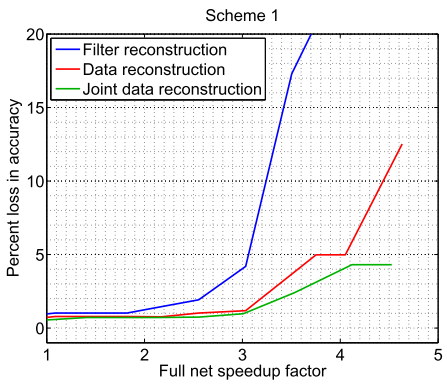 Scheme 1
20
15
10
5
0
Percent loss in accuracy
Filter reconstruction
Data reconstruction
Joint data reconstruction
1 2 3 4 5
Full net speedup factor